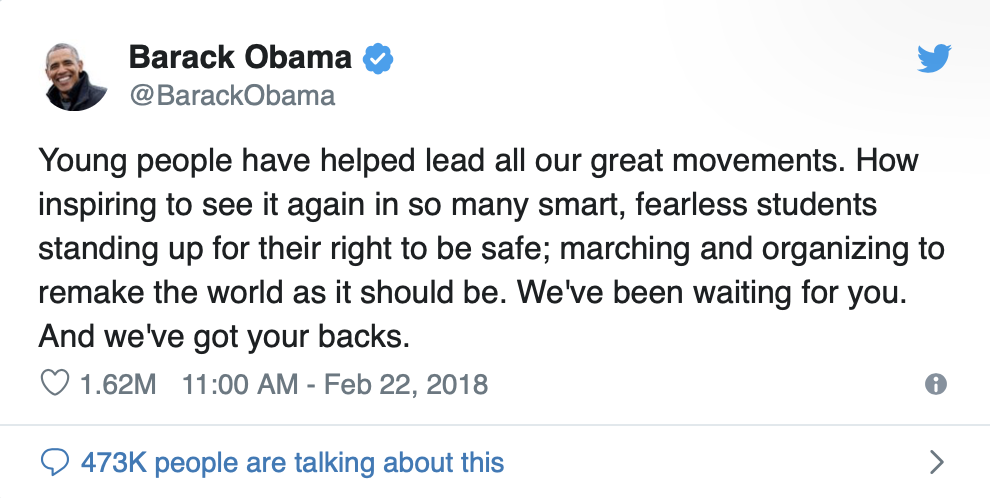 Barack Obama
@BarackObama
Young people have helped lead all our great movements. How
inspiring to see it again in so many smart, fearless students
standing up for their right to be safe; marching and organizing to
remake the world as it should be. We've been waiting for you.
And we've got your backs.
1.62M 11:00 AM - Feb 22, 2018
473K people are talking about this